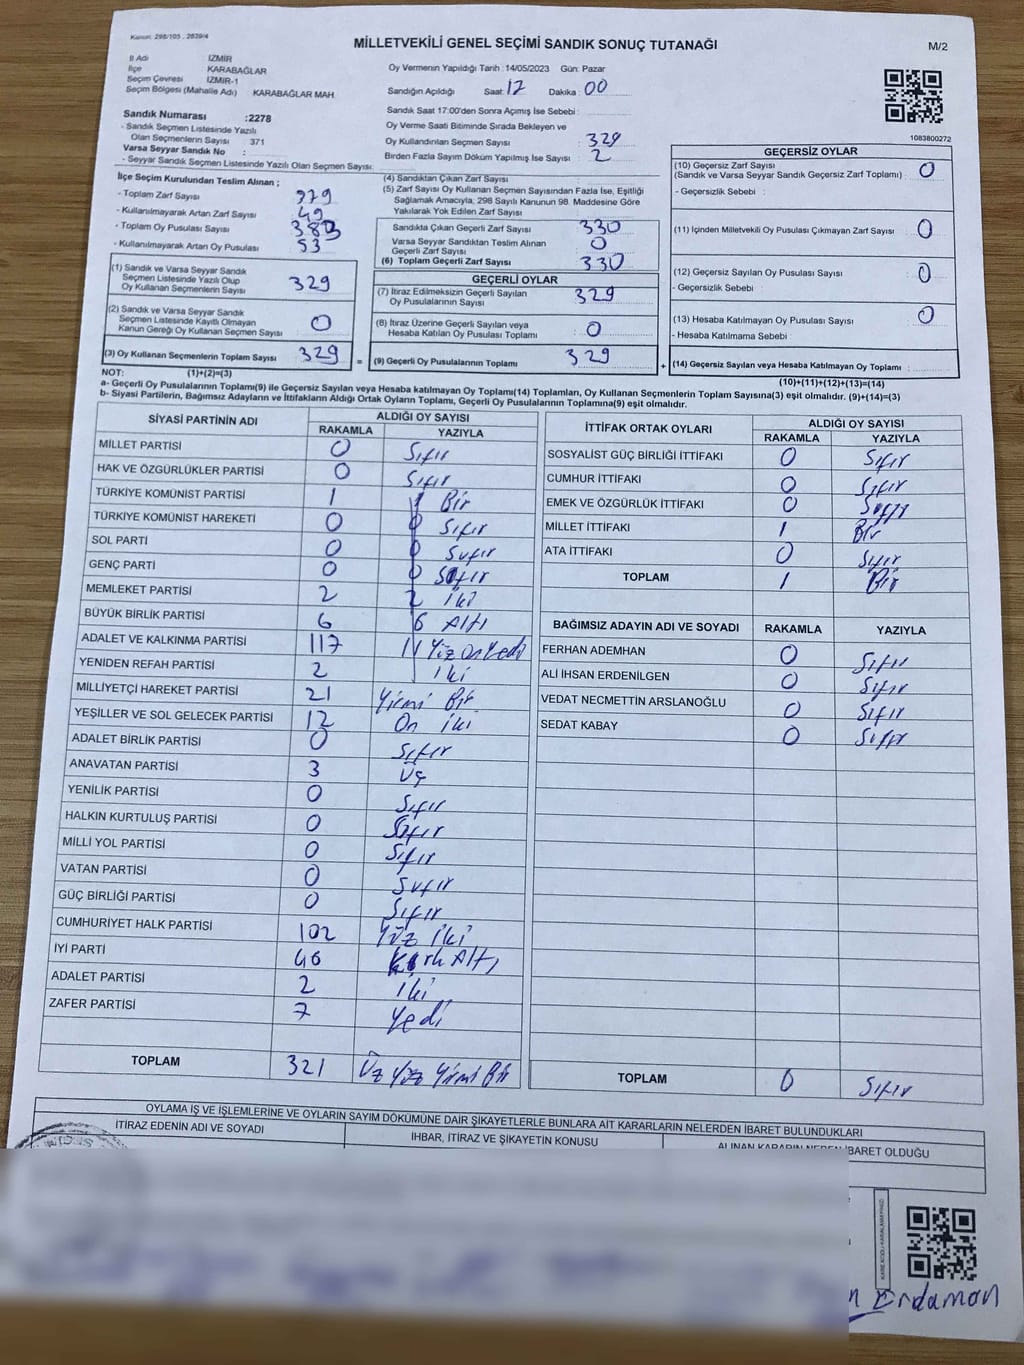 Kanun: 298/105 , 2839/4
MİLLETVEKİLİ GENEL SEÇİMİ SANDIK SONUÇ TUTANAĞI
M/2
İl Adı İZMİR
İlçe KARABAĞLAR
Seçim Çevresi İZMİR-1
Seçim Bölgesi (Mahalle Adı) KARABAĞLAR MAH.
Oy Vermenin Yapıldığı Tarih :14/05/2023 Gün: Pazar
Sandığın Açıldığı Saat: 17 Dakika: 00
Sandık Saat 17:00'den Sonra Açımış İse Sebebi :
Oy Verme Saati Bitiminde Sırada Bekleyen ve
Oy Kullandırılan Seçmen Sayısı : 329
Birden Fazla Sayım Döküm Yapılmış İse Sayısı : 2
1083800272
Sandık Numarası :2278
- Sandık Seçmen Listesinde Yazılı
Olan Seçmenlerin Sayısı 371
Varsa Seyyar Sandık No :
- Seyyar Sandık Seçmen Listesinde Yazılı Olan Seçmen Sayısı:
İlçe Seçim Kurulundan Teslim Alınan ;
- Toplam Zarf Sayısı 379
- Kullanılmayarak Artan Zarf Sayısı 49
- Toplam Oy Pusulası Sayısı 383
- Kullanılmayarak Artan Oy Pusulası 53
(1) Sandık ve Varsa Seyyar Sandık
Seçmen Listesinde Yazılı Olup
Oy Kullanan Seçmenlerin Sayısı 329
(2) Sandık ve Varsa Seyyar Sandık
Seçmen Listesinde Kayıtlı Olmayan
Kanun Gereği Oy Kullanan Seçmen Sayısı 0
(3) Oy Kullanan Seçmenlerin Toplam Sayısı 329
(4) Sandıktan Çıkan Zarf Sayısı :
(5) Zarf Sayısı Oy Kullanan Seçmen Sayısından Fazla İse, Eşitliği
Sağlamak Amacıyla, 298 Sayılı Kanunun 98. Maddesine Göre
Yakılarak Yok Edilen Zarf Sayısı :
Sandıkta Çıkan Geçerli Zarf Sayısı 330
Varsa Seyyar Sandıktan Teslim Alınan
Geçerli Zarf Sayısı 0
(6) Toplam Geçerli Zarf Sayısı 330
GEÇERLİ OYLAR
(7) İtiraz Edilmeksizin Geçerli Sayılan
Oy Pusulalarının Sayısı 329
(8) İtiraz Üzerine Geçerli Sayılan veya
Hesaba Katılan Oy Pusulası Toplamı 0
= (9) Geçerli Oy Pusulalarının Toplamı 329
GEÇERSİZ OYLAR
(10) Geçersiz Zarf Sayısı
(Sandık ve Varsa Seyyar Sandık Geçersiz Zarf Toplamı) : 0
- Geçersizlik Sebebi :
(11) İçinden Milletvekili Oy Pusulası Çıkmayan Zarf Sayısı : 0
(12) Geçersiz Sayılan Oy Pusulası Sayısı : 0
- Geçersizlik Sebebi :
(13) Hesaba Katılmayan Oy Pusulası Sayısı : 0
- Hesaba Katılmama Sebebi :
+ (14) Geçersiz Sayılan veya Hesaba Katılmayan Oy Toplamı :
NOT: (1)+(2)=(3)
(10)+(11)+(12)+(13)=(14)
a- Geçerli Oy Pusulalarının Toplamı(9) ile Geçersiz Sayılan veya Hesaba katılmayan Oy Toplamı(14) Toplamları, Oy Kullanan Seçmenlerin Toplam Sayısına(3) eşit olmalıdır. (9)+(14)=(3)
b- Siyasi Partilerin, Bağımsız Adayların ve İttifakların Aldığı Ortak Oyların Toplamı, Geçerli Oy Pusulalarının Toplamına(9) eşit olmalıdır.
SİYASİ PARTİNİN ADI ALDIĞI OY SAYISI
RAKAMLA YAZIYLA
MİLLET PARTİSİ 0 Sıfır
HAK VE ÖZGÜRLÜKLER PARTİSİ 0 Sıfır
TÜRKİYE KOMÜNİST PARTİSİ 1 Bir
TÜRKİYE KOMÜNİST HAREKETİ 0 0 Sıfır
SOL PARTİ 0 0 Sıfır
GENÇ PARTİ 0 0 Sıfır
MEMLEKET PARTİSİ 2 2 iki
BÜYÜK BİRLİK PARTİSİ 6 6 Altı
ADALET VE KALKINMA PARTİSİ 117 11 Yüz On Yedi
YENİDEN REFAH PARTİSİ 2 iki
MİLLİYETÇİ HAREKET PARTİSİ 21 Yirmi Bir
YEŞİLLER VE SOL GELECEK PARTİSİ 12 On iki
ADALET BİRLİK PARTİSİ 0 Sıfır
ANAVATAN PARTİSİ 3 Üç
YENİLİK PARTİSİ 0 Sıfır
HALKIN KURTULUŞ PARTİSİ 0 Sıfır
MİLLİ YOL PARTİSİ 0 Sıfır
VATAN PARTİSİ 0 Sıfır
GÜÇ BİRLİĞİ PARTİSİ 0 Sıfır
CUMHURİYET HALK PARTİSİ 102 Yüz iki
İYİ PARTİ 46 Kırk Altı
ADALET PARTİSİ 2 iki
ZAFER PARTİSİ 7 Yedi
TOPLAM 321 Üç Yüz Yirmi Bir
İTTİFAK ORTAK OYLARI ALDIĞI OY SAYISI
RAKAMLA YAZIYLA
SOSYALİST GÜÇ BİRLİĞİ İTTİFAKI 0 Sıfır
CUMHUR İTTİFAKI 0 Sıfır
EMEK VE ÖZGÜRLÜK İTTİFAKI 0 Sıfır
MİLLET İTTİFAKI 1 Bir
ATA İTTİFAKI 0 Sıfır
TOPLAM 1 Bir
BAĞIMSIZ ADAYIN ADI VE SOYADI RAKAMLA YAZIYLA
FERHAN ADEMHAN 0 Sıfır
ALİ İHSAN ERDENİLGEN 0 Sıfır
VEDAT NECMETTİN ARSLANOĞLU 0 Sıfır
SEDAT KABAY 0 Sıfır
TOPLAM 0 Sıfır
OYLAMA İŞ VE İŞLEMLERİNE VE OYLARIN SAYIM DÖKÜMÜNE DAİR ŞİKAYETLERLE BUNLARA AİT KARARLARIN NELERDEN İBARET BULUNDUKLARI
İTİRAZ EDENİN ADI VE SOYADI
İHBAR, İTİRAZ VE ŞİKAYETİN KONUSU
ALINAN KARARIN NEDEN İBARET OLDUĞU
Erdaman